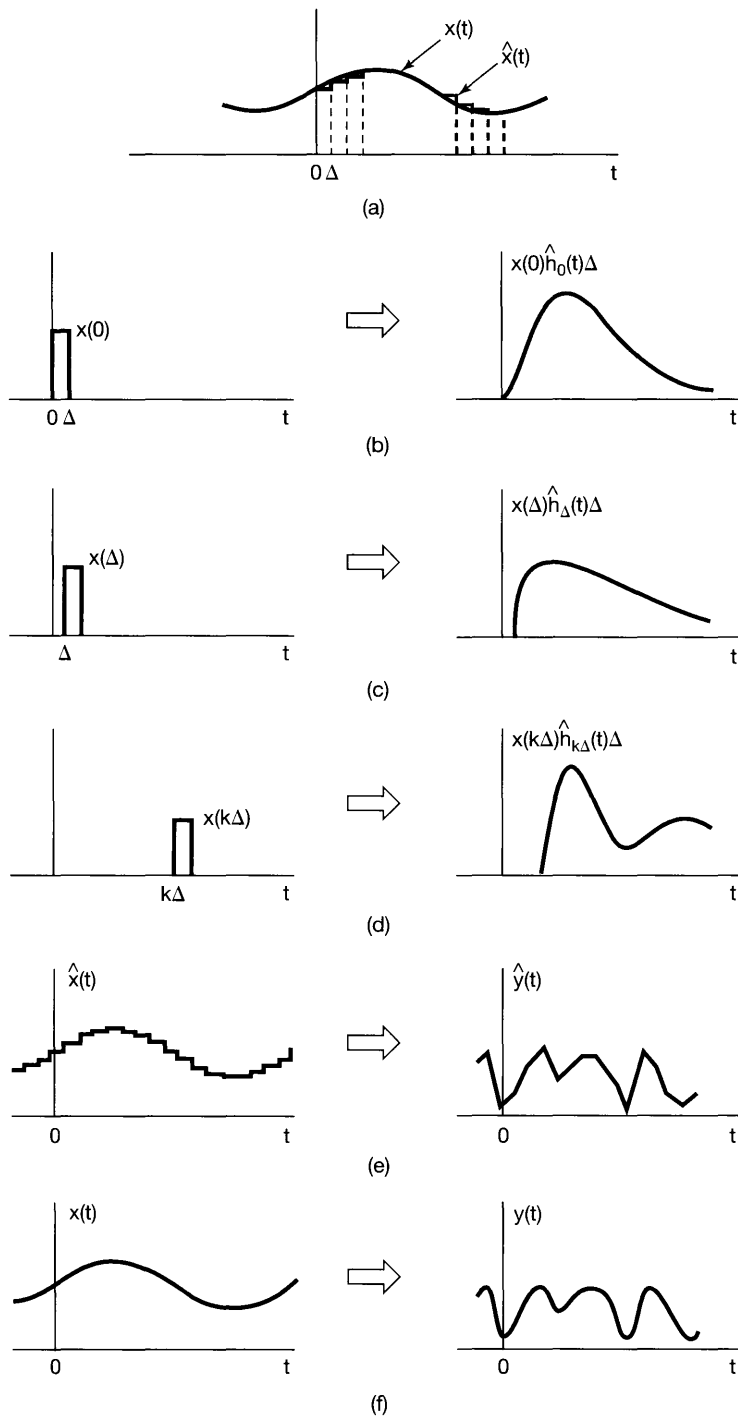 x(t)
x̂(t)
0 Δ t
(a)
x(0)
0 Δ t
x(0)ĥ₀(t)Δ
t
(b)
x(Δ)
Δ t
x(Δ)ĥ_Δ(t)Δ
t
(c)
x(kΔ)
kΔ t
x(kΔ)ĥ_kΔ(t)Δ
t
(d)
x̂(t)
0 t
ŷ(t)
0 t
(e)
x(t)
0 t
y(t)
0 t
(f)